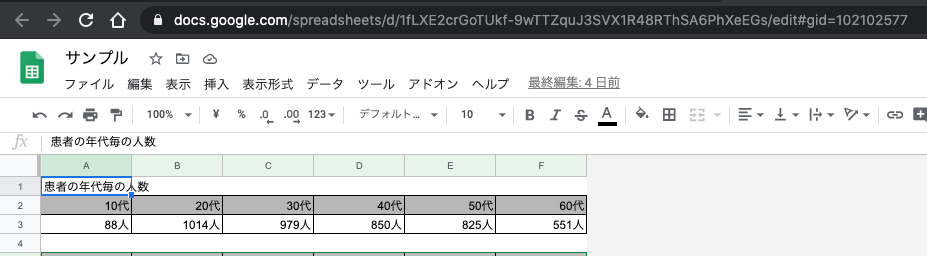 docs.google.com/spreadsheets/d/1fLXE2crGoTUkf-9wTTZquJ3SVX1R48RThSA6PhXeEGs/edit#gid=102102577
サンプル
ファイル 編集 表示 挿入 表示形式 データ ツール アドオン ヘルプ 最終編集: 4 日前
100% ¥ % .0 .00 123 デフォルト... 10 B I S A
fx 患者の年代毎の人数
A B C D E F
1 患者の年代毎の人数
2 10代 20代 30代 40代 50代 60代
3 88人 1014人 979人 850人 825人 551人
4